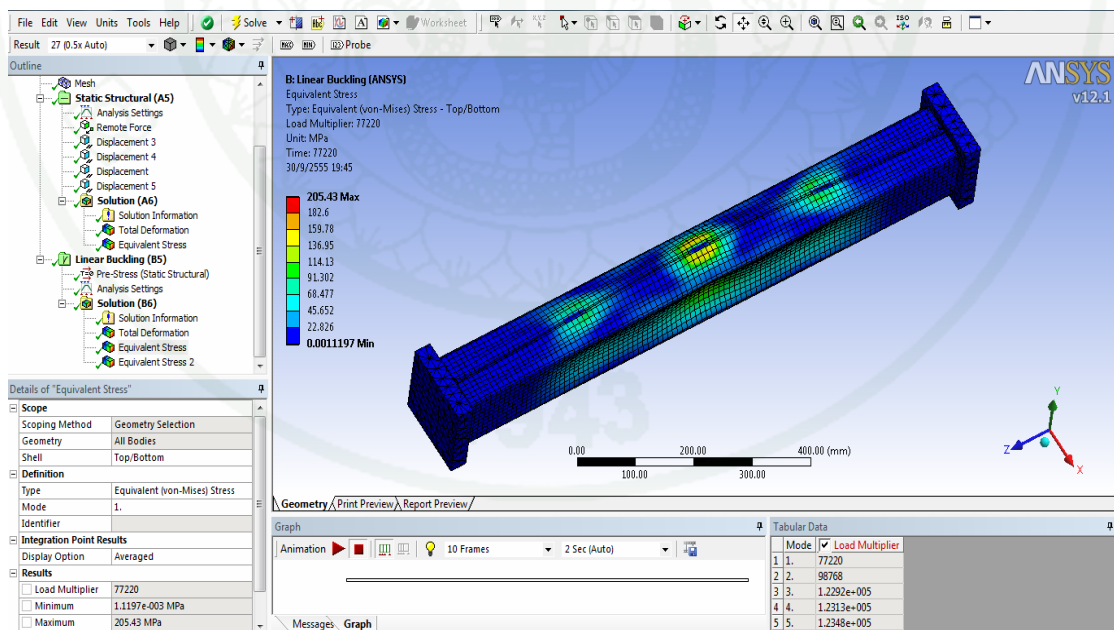 File Edit View Units Tools Help Solve Worksheet ISO
Result 27 (0.5x Auto) MAX MIN Probe
Outline
Mesh
Static Structural (A5)
Analysis Settings
Remote Force
Displacement 3
Displacement 4
Displacement
Displacement 5
Solution (A6)
Solution Information
Total Deformation
Equivalent Stress
Linear Buckling (B5)
Pre-Stress (Static Structural)
Analysis Settings
Solution (B6)
Solution Information
Total Deformation
Equivalent Stress
Equivalent Stress 2
Details of "Equivalent Stress"
Scope
Scoping Method Geometry Selection
Geometry All Bodies
Shell Top/Bottom
Definition
Type Equivalent (von-Mises) Stress
Mode 1.
Identifier
Integration Point Results
Display Option Averaged
Results
Load Multiplier 77220
Minimum 1.1197e-003 MPa
Maximum 205.43 MPa
B: Linear Buckling (ANSYS)
Equivalent Stress
Type: Equivalent (von-Mises) Stress - Top/Bottom
Load Multiplier: 77220
Unit: MPa
Time: 77220
30/9/2555 19:45
205.43 Max
182.6
159.78
136.95
114.13
91.302
68.477
45.652
22.826
0.0011197 Min
ANSYS
v12.1
0.00 200.00 400.00 (mm)
100.00 300.00
Y
Z
X
Geometry Print Preview Report Preview
Graph
Animation 10 Frames 2 Sec (Auto)
Messages Graph
Tabular Data
Mode Load Multiplier
1 1. 77220
2 2. 98768
3 3. 1.2292e+005
4 4. 1.2313e+005
5 5. 1.2348e+005